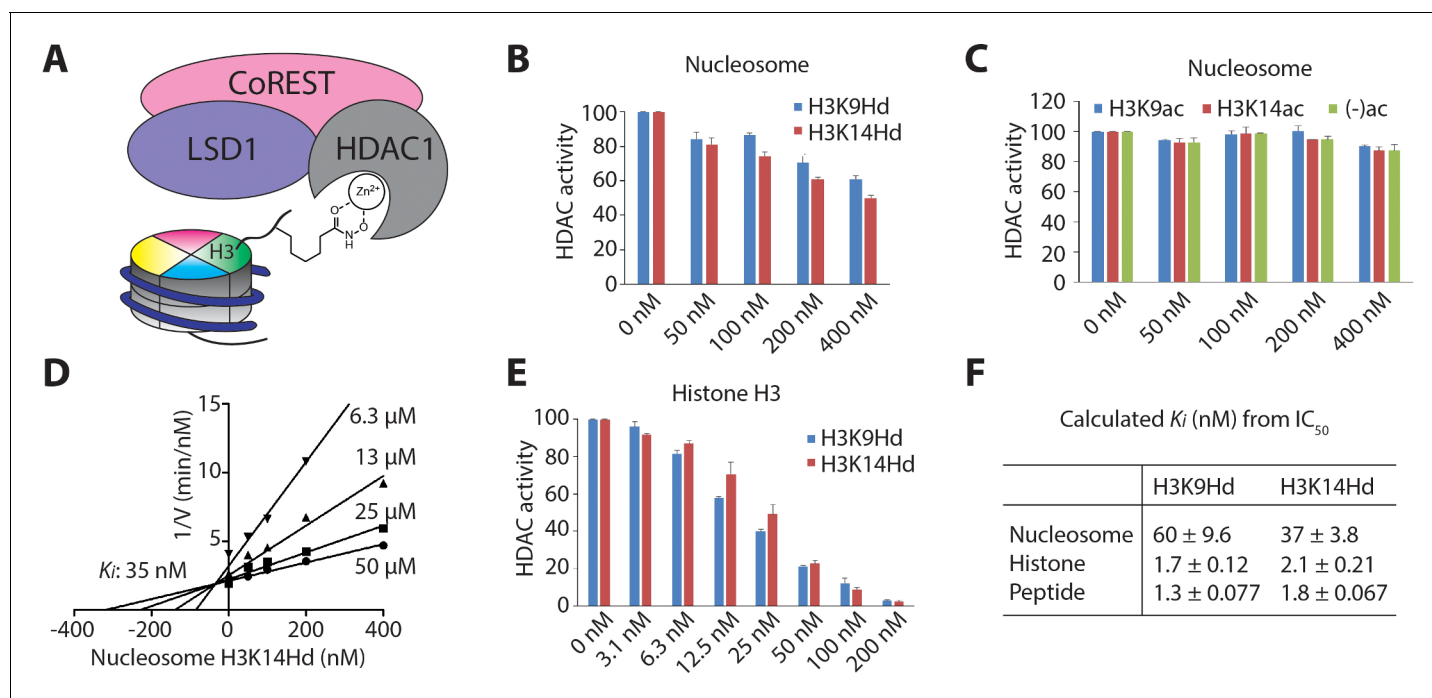 A
CoREST
LSD1
HDAC1
Zn2+
O
O
N
H
H3
B
Nucleosome
H3K9Hd
H3K14Hd
HDAC activity
100
80
60
40
20
0
0 nM
50 nM
100 nM
200 nM
400 nM
C
Nucleosome
H3K9ac H3K14ac (-)ac
HDAC activity
120
100
80
60
40
20
0
0 nM
50 nM
100 nM
200 nM
400 nM
D
1/V (min/nM)
15
10
5
6.3 µM
13 µM
25 µM
50 µM
Ki: 35 nM
-400 -200 0 200 400
Nucleosome H3K14Hd (nM)
E
Histone H3
H3K9Hd
H3K14Hd
HDAC activity
100
80
60
40
20
0
0 nM
3.1 nM
6.3 nM
12.5 nM
25 nM
50 nM
100 nM
200 nM
F
Calculated Ki (nM) from IC50
H3K9Hd H3K14Hd
Nucleosome 60 ± 9.6 37 ± 3.8
Histone 1.7 ± 0.12 2.1 ± 0.21
Peptide 1.3 ± 0.077 1.8 ± 0.067